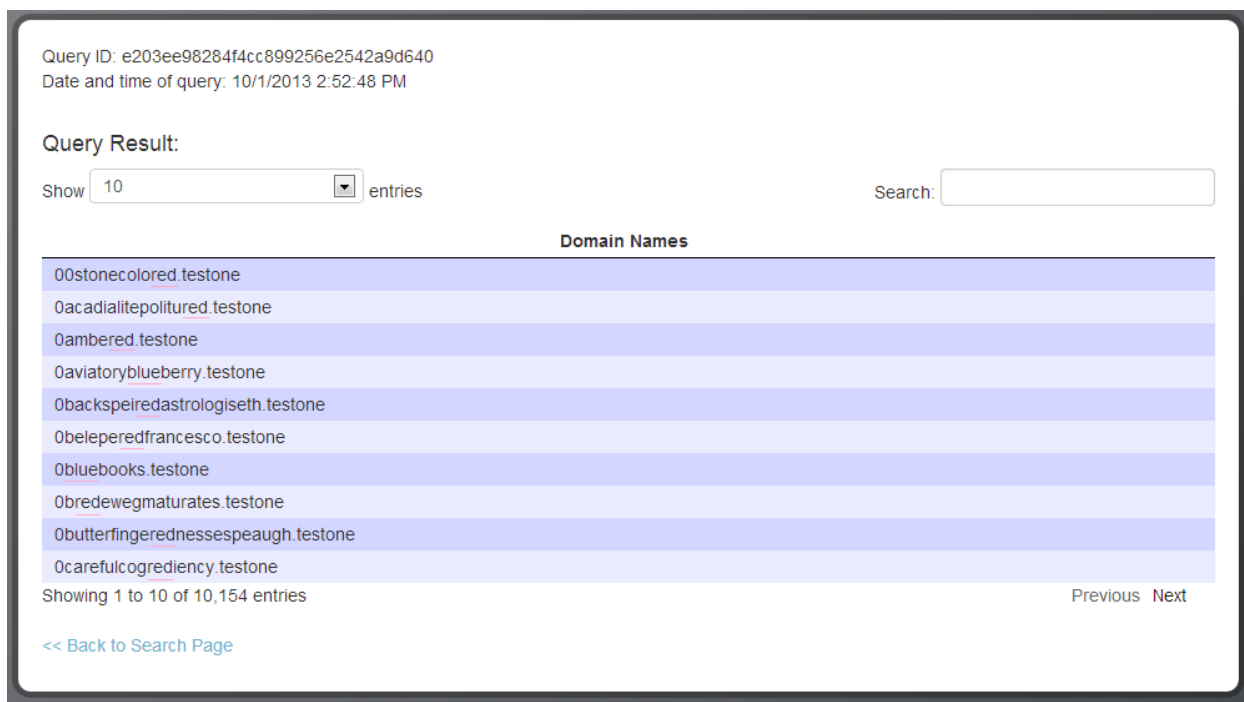 Query ID: e203ee98284f4cc899256e2542a9d640
Date and time of query: 10/1/2013 2:52:48 PM
Query Result:
Show 10 entries Search:
Domain Names
00stonecolored.testone
0acadialitepolitured.testone
0ambered.testone
0aviatoryblueberry.testone
0backspeiredastrologiseth.testone
0beleperedfrancesco.testone
0bluebooks.testone
0bredewegmaturates.testone
0butterfingerednessespeaugh.testone
0carefulcogrediency.testone
Showing 1 to 10 of 10,154 entries Previous Next
<< Back to Search Page